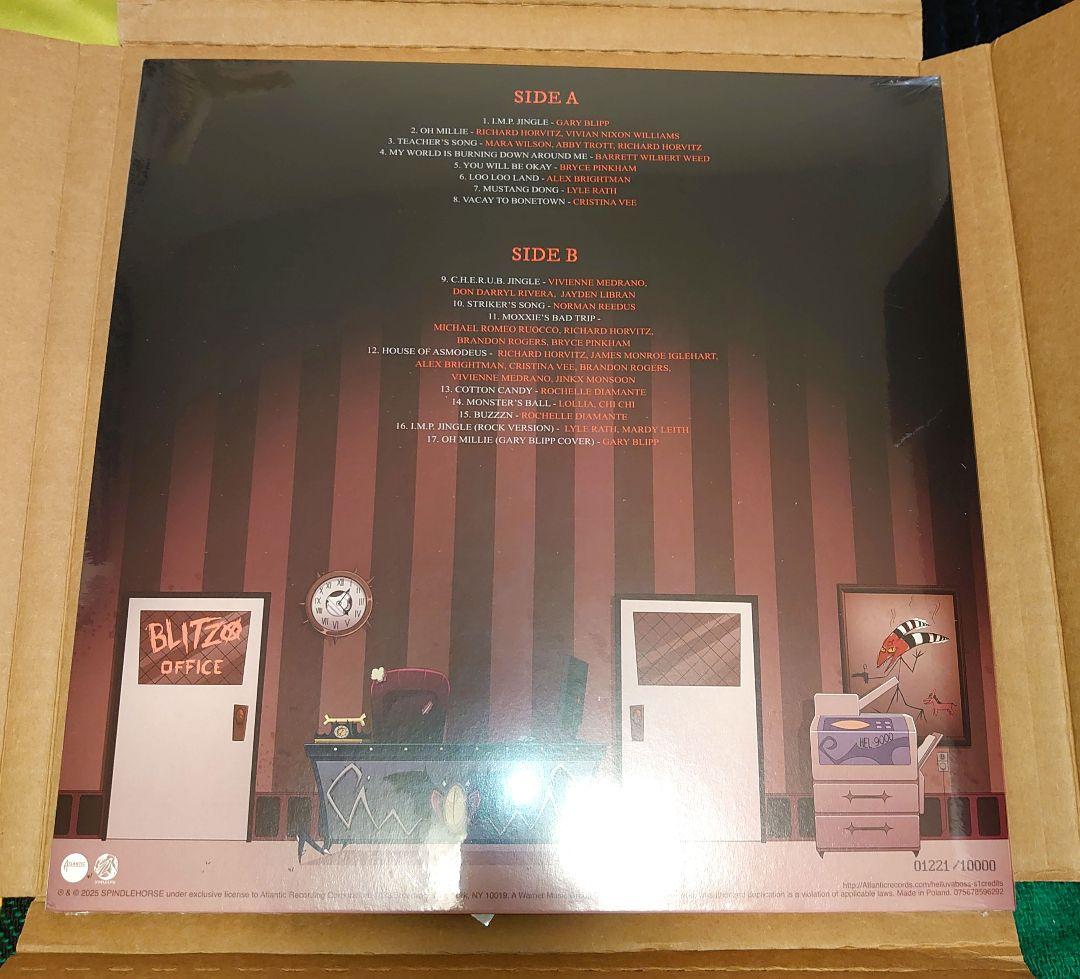 SIDE A
1. I.M.P. JINGLE - GARY BLIPP
2. OH MILLIE - RICHARD HORVITZ, VIVIAN NIXON WILLIAMS
3. TEACHER'S SONG - MARA WILSON, ABBY TROTT, RICHARD HORVITZ
4. MY WORLD IS BURNING DOWN AROUND ME - BARRETT WILBERT WEED
5. YOU WILL BE OKAY - BRYCE PINKHAM
6. LOO LOO LAND - ALEX BRIGHTMAN
7. MUSTANG DONG - LYLE RATH
8. VACAY TO BONETOWN - CRISTINA VEE
SIDE B
9. C.H.E.R.U.B. JINGLE - VIVIENNE MEDRANO,
DON DARRYL RIVERA, JAYDEN LIBRAN
10. STRIKER'S SONG - NORMAN REEDUS
11. MOXXIE'S BAD TRIP -
MICHAEL ROMEO RUOCCO, RICHARD HORVITZ,
BRANDON ROGERS, BRYCE PINKHAM
12. HOUSE OF ASMODEUS - RICHARD HORVITZ, JAMES MONROE IGLEHART,
ALEX BRIGHTMAN, CRISTINA VEE, BRANDON ROGERS,
VIVIENNE MEDRANO, JINKX MONSOON
13. COTTON CANDY - ROCHELLE DIAMANTE
14. MONSTER'S BALL - LOLLIA, CHI CHI
15. BUZZZN - ROCHELLE DIAMANTE
16. I.M.P. JINGLE (ROCK VERSION) - LYLE RATH, MARDY LEITH
17. OH MILLIE (GARY BLIPP COVER) - GARY BLIPP
BLITZO
OFFICE
HEL 9000
01221/10000
ATLANTIC
http://Atlanticrecords.com/helluvaboss-s1credits
℗ & © 2025 SPINDLEHORSE under exclusive license to Atlantic Recording NY 10019. A Warner Music duplication is a violation of applicable laws. Made in Poland. 075678596292